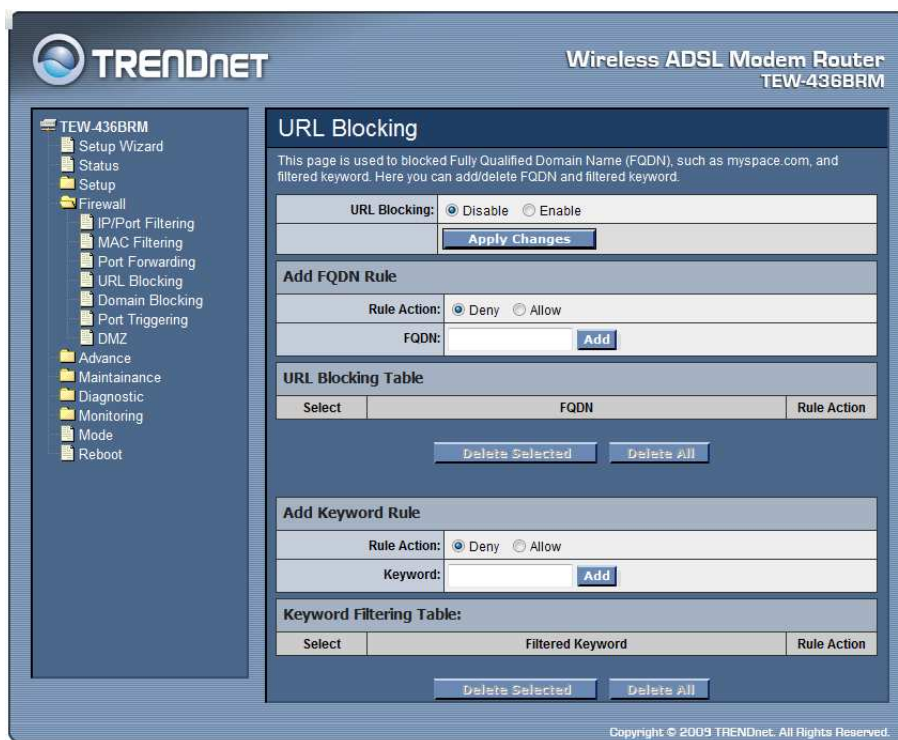 TRENDNET
Wireless ADSL Modem Router
TEW-436BRM
TEW-436BRM
Setup Wizard
Status
Setup
Firewall
IP/Port Filtering
MAC Filtering
Port Forwarding
URL Blocking
Domain Blocking
Port Triggering
DMZ
Advance
Maintainance
Diagnostic
Monitoring
Mode
Reboot
URL Blocking
This page is used to blocked Fully Qualified Domain Name (FQDN), such as myspace.com, and
filtered keyword. Here you can add/delete FQDN and filtered keyword.
URL Blocking: Disable Enable
Apply Changes
Add FQDN Rule
Rule Action: Deny Allow
FQDN: Add
URL Blocking Table
Select FQDN Rule Action
Delete Selected Delete All
Add Keyword Rule
Rule Action: Deny Allow
Keyword: Add
Keyword Filtering Table:
Select Filtered Keyword Rule Action
Delete Selected Delete All
Copyright © 2009 TRENDnet. All Rights Reserved.